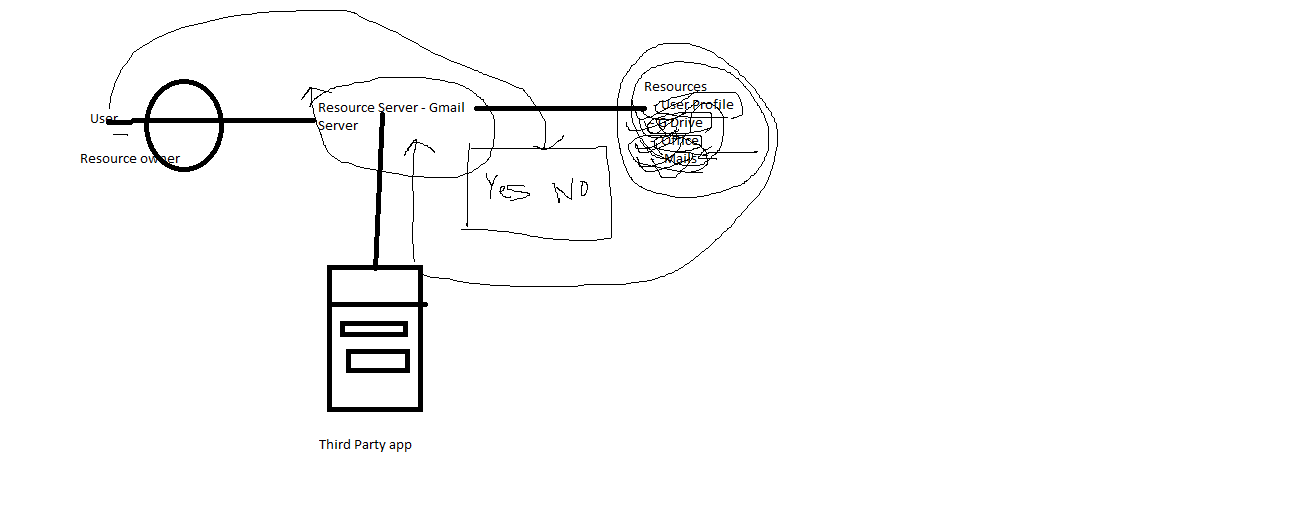 User
Resource owner
Resource Server - Gmail
Server
Resources
- User Profile
- G Drive
- Office
- Mails
Yes NO
Third Party app